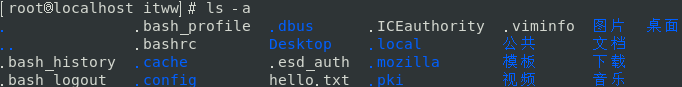 [root@localhost itww]# ls -a
. .bash_profile .dbus .ICEauthority .viminfo 图片 桌面
.. .bashrc Desktop .local 公共 文档
.bash_history .cache .esd_auth .mozilla 模板 下载
.bash_logout .config hello.txt .pki 视频 音乐